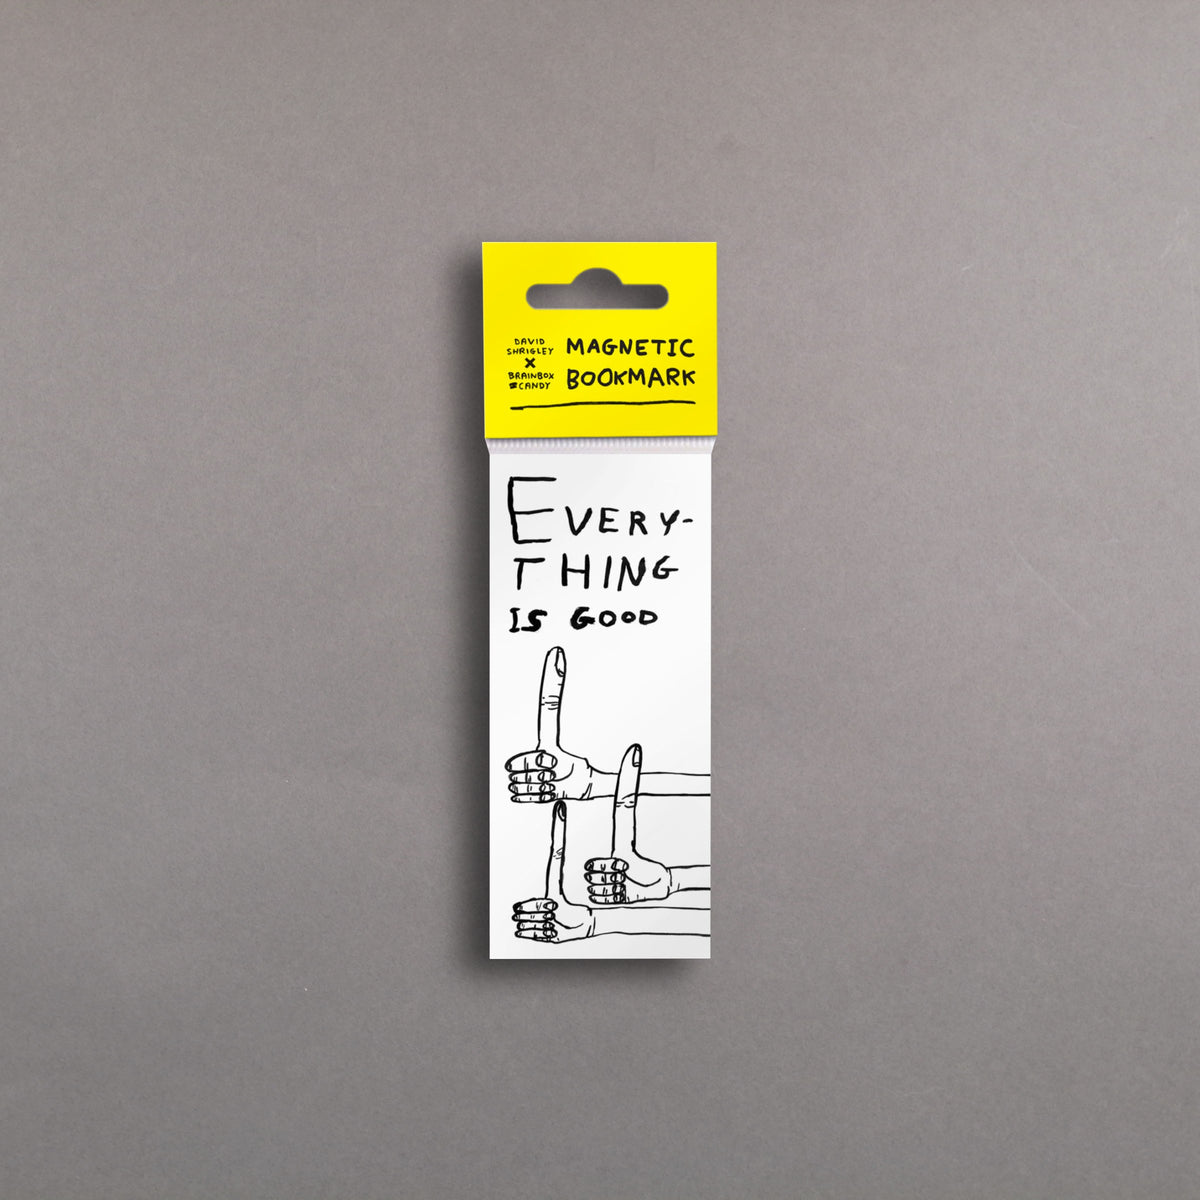 DAVID
SHRIGLEY
X
BRAINBOX
CANDY
MAGNETIC
BOOKMARK
EVERY-
THING
IS GOOD